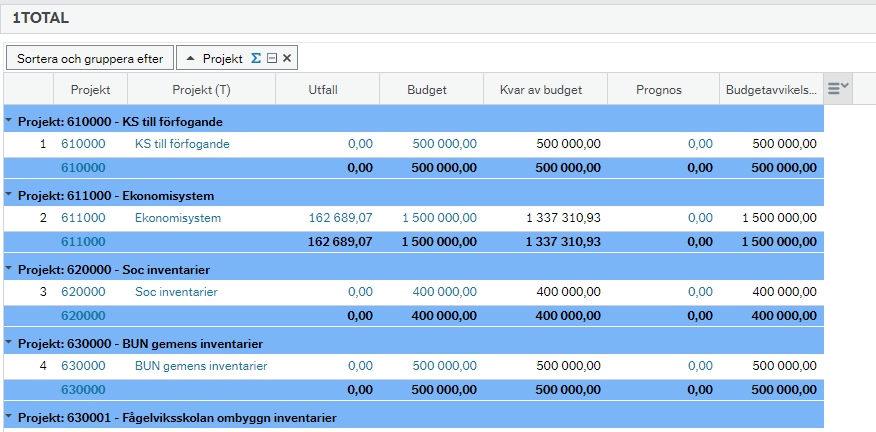 1TOTAL
Sortera och gruppera efter Projekt Σ
Projekt Projekt (T) Utfall Budget Kvar av budget Prognos Budgetavvikels...
Projekt: 610000 - KS till förfogande
1 610000 KS till förfogande 0,00 500 000,00 500 000,00 0,00 500 000,00
610000 0,00 500 000,00 500 000,00 0,00 500 000,00
Projekt: 611000 - Ekonomisystem
2 611000 Ekonomisystem 162 689,07 1 500 000,00 1 337 310,93 0,00 1 500 000,00
611000 162 689,07 1 500 000,00 1 337 310,93 0,00 1 500 000,00
Projekt: 620000 - Soc inventarier
3 620000 Soc inventarier 0,00 400 000,00 400 000,00 0,00 400 000,00
620000 0,00 400 000,00 400 000,00 0,00 400 000,00
Projekt: 630000 - BUN gemens inventarier
4 630000 BUN gemens inventarier 0,00 500 000,00 500 000,00 0,00 500 000,00
630000 0,00 500 000,00 500 000,00 0,00 500 000,00
Projekt: 630001 - Fågelviksskolan ombyggn inventarier